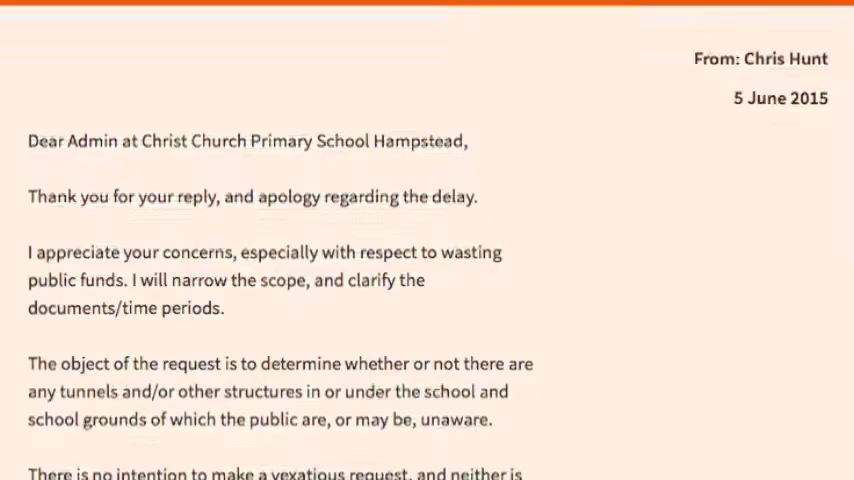 From: Chris Hunt
5 June 2015
Dear Admin at Christ Church Primary School Hampstead,
Thank you for your reply, and apology regarding the delay.
I appreciate your concerns, especially with respect to wasting
public funds. I will narrow the scope, and clarify the
documents/time periods.
The object of the request is to determine whether or not there are
any tunnels and/or other structures in or under the school and
school grounds of which the public are, or may be, unaware.
There is no intention to make a vexatious request, and neither is